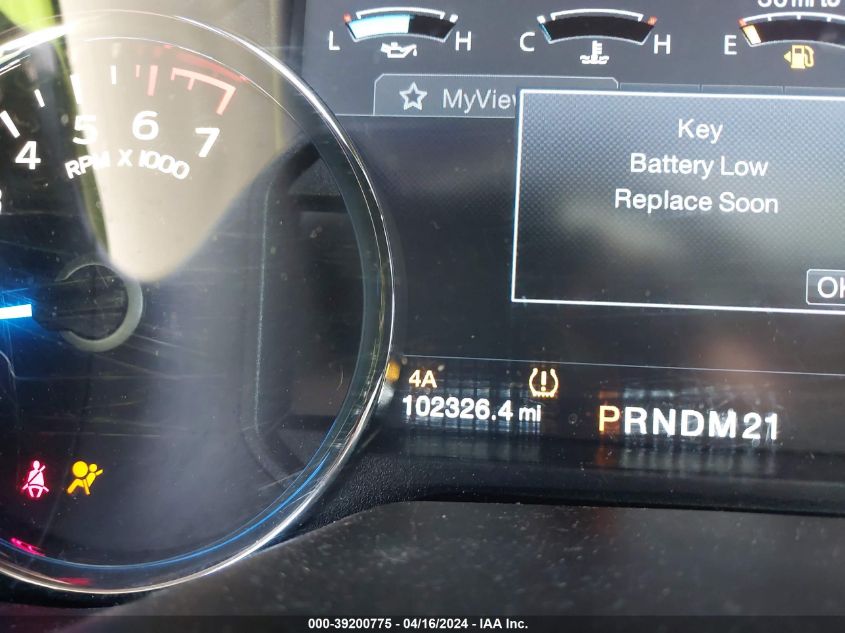 L H
C H
E
MyView
4
5
6
7
RPM X 1000
Key
Battery Low
Replace Soon
OK
4A
102326.4 mi
PRNDM21
000-39200775 - 04/16/2024 - IAA Inc.